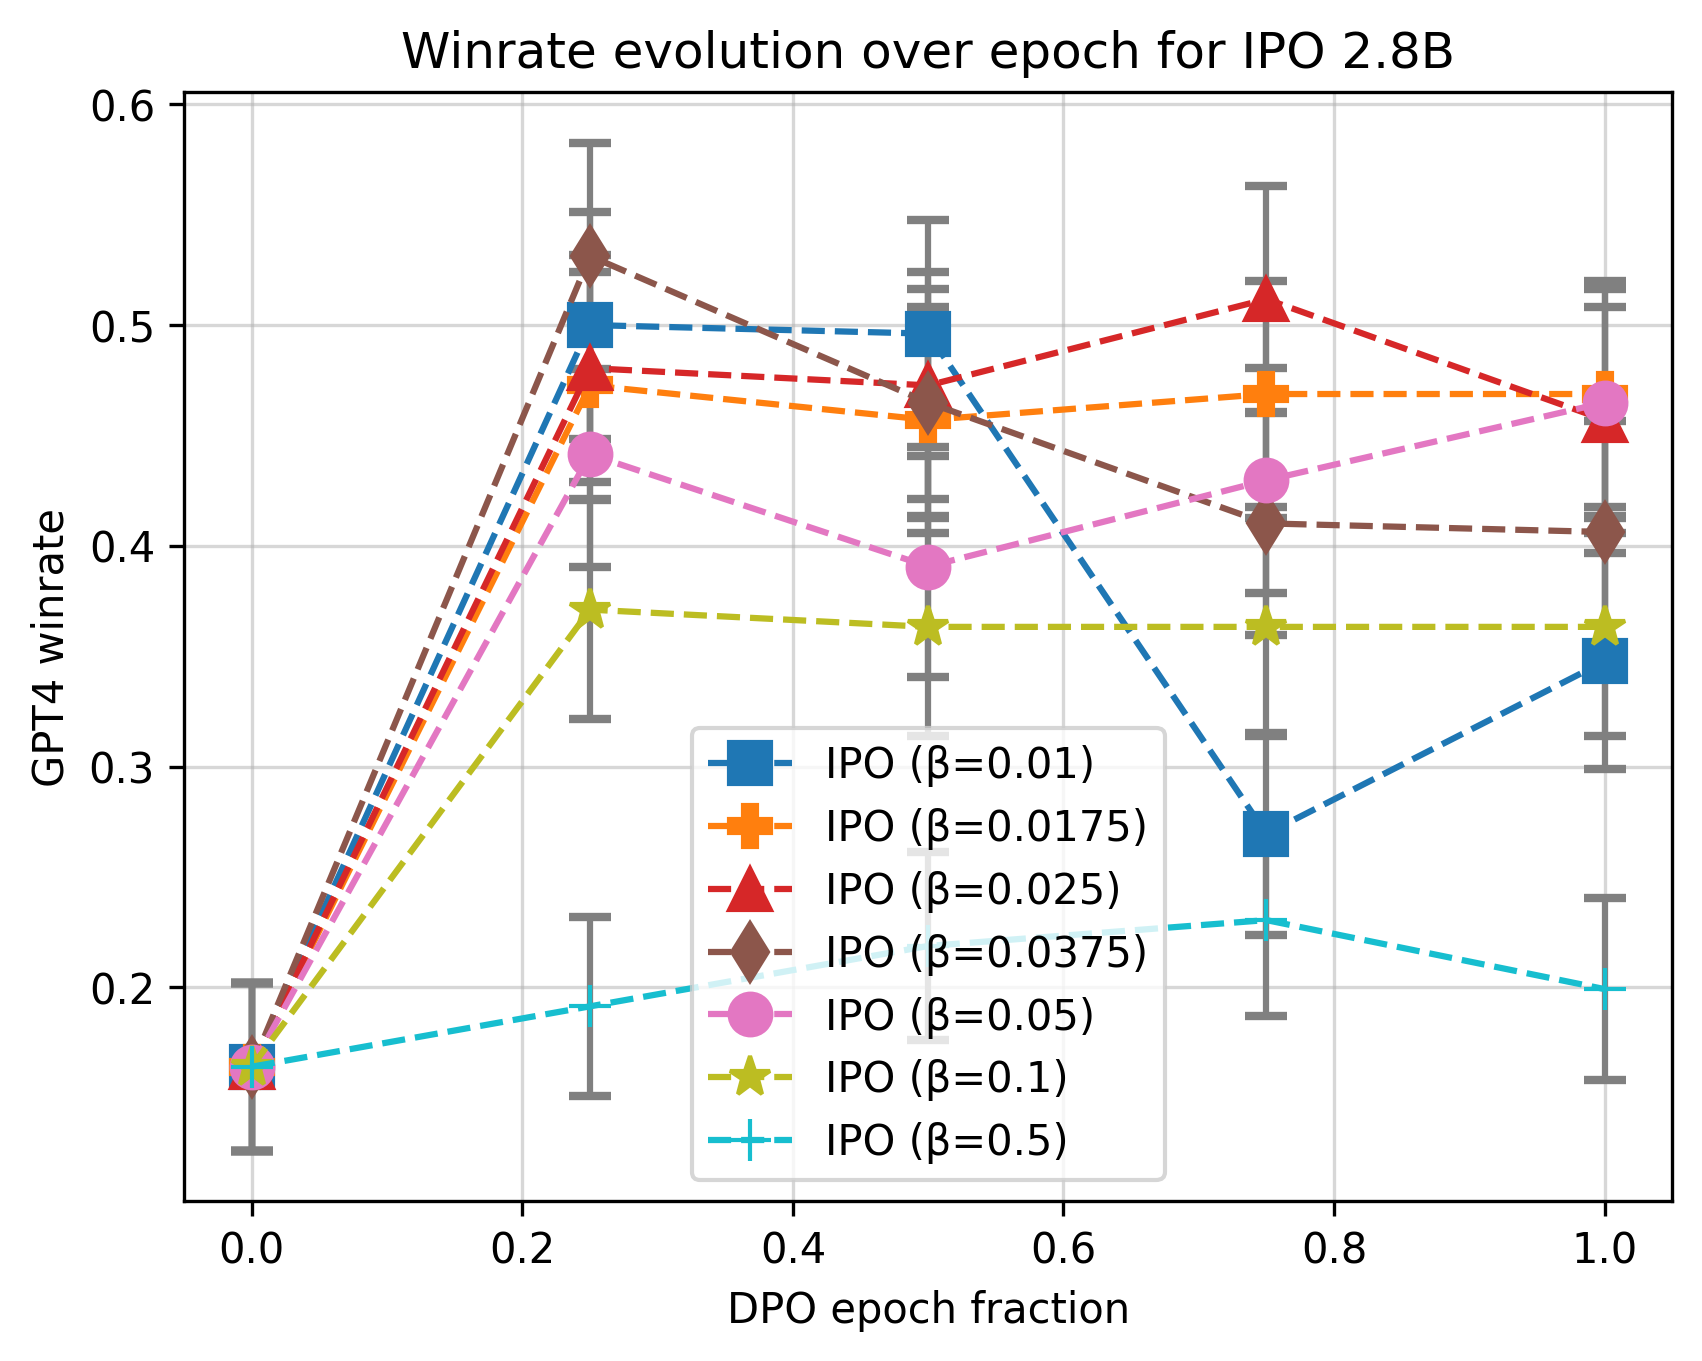 Winrate evolution over epoch for IPO 2.8B
GPT4 winrate
0.6
0.5
0.4
0.3
0.2
IPO (β=0.01)
IPO (β=0.0175)
IPO (β=0.025)
IPO (β=0.0375)
IPO (β=0.05)
IPO (β=0.1)
IPO (β=0.5)
0.0 0.2 0.4 0.6 0.8 1.0
DPO epoch fraction